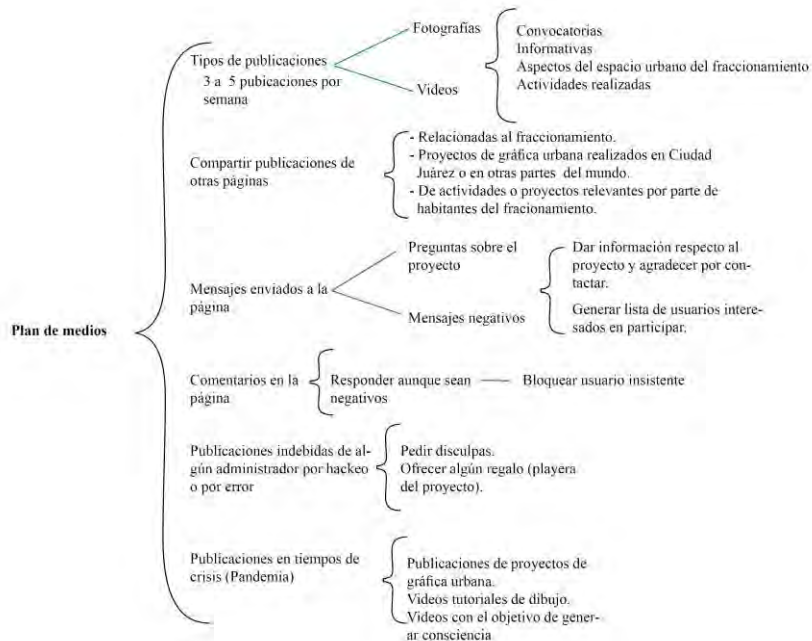 Plan de medios
Tipos de publicaciones
3 a 5 pubicaciones por
semana
Fotografías
Videos
Convocatorias
Informativas
Aspectos del espacio urbano del fraccionamiento
Actividades realizadas
Compartir publicaciones de
otras páginas
- Relacionadas al fraccionamiento.
- Proyectos de gráfica urbana realizados en Ciudad
Juárez o en otras partes del mundo.
- De actividades o proyectos relevantes por parte de
habitantes del fracionamiento.
Mensajes enviados a la
página
Preguntas sobre el
proyecto
Mensajes negativos
Dar información respecto al
proyecto y agradecer por con-
tactar.
Generar lista de usuarios intere-
sados en participar.
Comentarios en la
página
Responder aunque sean
negativos
Bloquear usuario insistente
Publicaciones indebidas de al-
gún administrador por hackeo
o por error
Pedir disculpas.
Ofrecer algún regalo (playera
del proyecto).
Publicaciones en tiempos de
crisis (Pandemia)
Publicaciones de proyectos de
gráfica urbana.
Videos tutoriales de dibujo.
Videos con el objetivo de gener-
ar consciencia